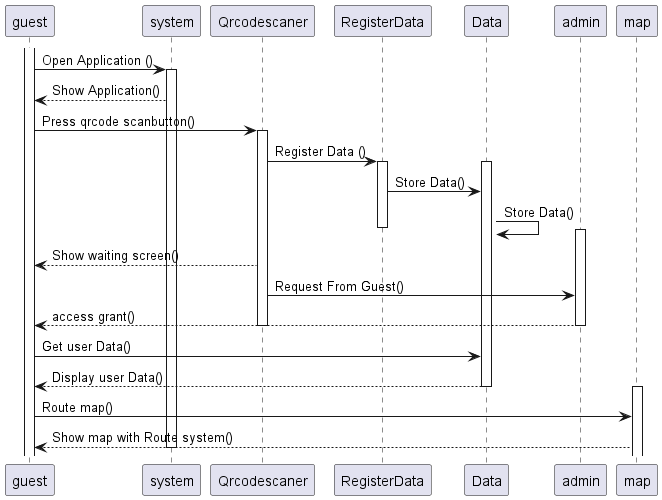 guest system Qrcodescaner RegisterData Data admin map
Open Application ()
Show Application()
Press qrcode scanbutton()
Register Data ()
Store Data()
Store Data()
Show waiting screen()
Request From Guest()
access grant()
Get user Data()
Display user Data()
Route map()
Show map with Route system()
guest system Qrcodescaner RegisterData Data admin map